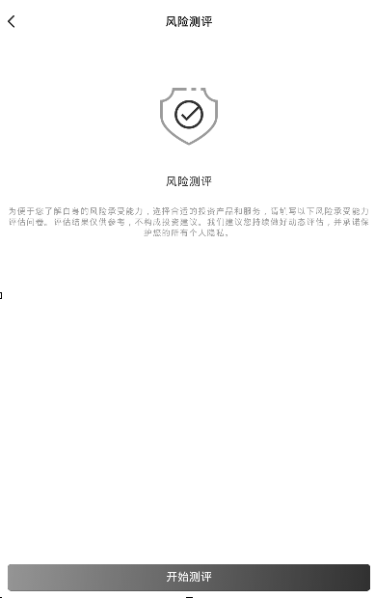 风险测评
风险测评
为便于您了解自身的风险承受能力，选择合适的投资产品和服务，请填写以下风险承受能力
评估问卷。评估结果仅供参考，不构成投资建议。我们建议您持续做好动态评估，并承诺保
护您的所有个人隐私。
开始测评